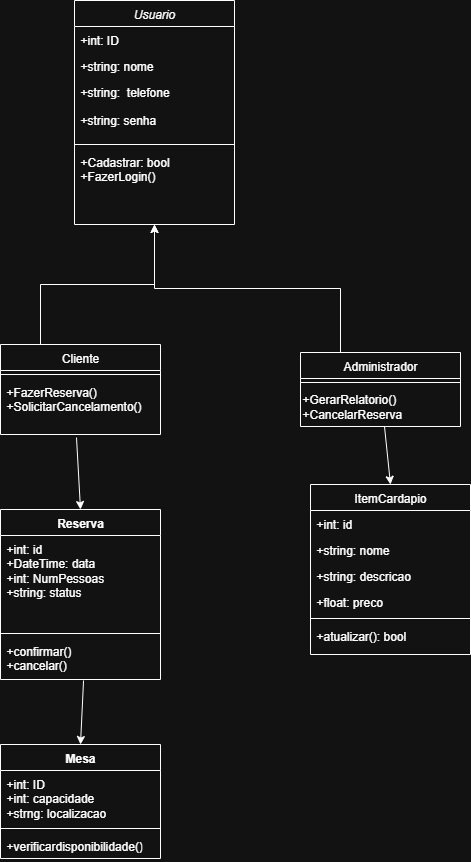 Usuario
+int: ID
+string: nome
+string:  telefone
+string: senha
+Cadastrar: bool
+FazerLogin()
Cliente
+FazerReserva()
+SolicitarCancelamento()
Administrador
+GerarRelatorio()
+CancelarReserva
Reserva
+int: id
+DateTime: data
+int: NumPessoas
+string: status
+confirmar()
+cancelar()
ItemCardapio
+int: id
+string: nome
+string: descricao
+float: preco
+atualizar(): bool
Mesa
+int: ID
+int: capacidade
+strng: localizacao
+verificardisponibilidade()